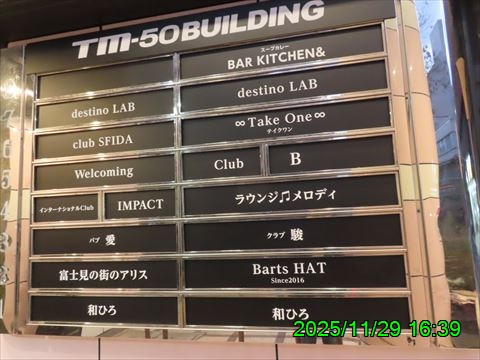 TM-50BUILDING
スープカレー
BAR KITCHEN&
destino LAB
destino LAB
club SFIDA
∞Take One∞
テイクワン
Welcoming
Club
B
インターナショナルClub
IMPACT
ラウンジ♫メロディ
パブ 愛
クラブ 駿
富士見の街のアリス
Barts HAT
Since2016
和ひろ
和ひろ
2025/11/29 16:39